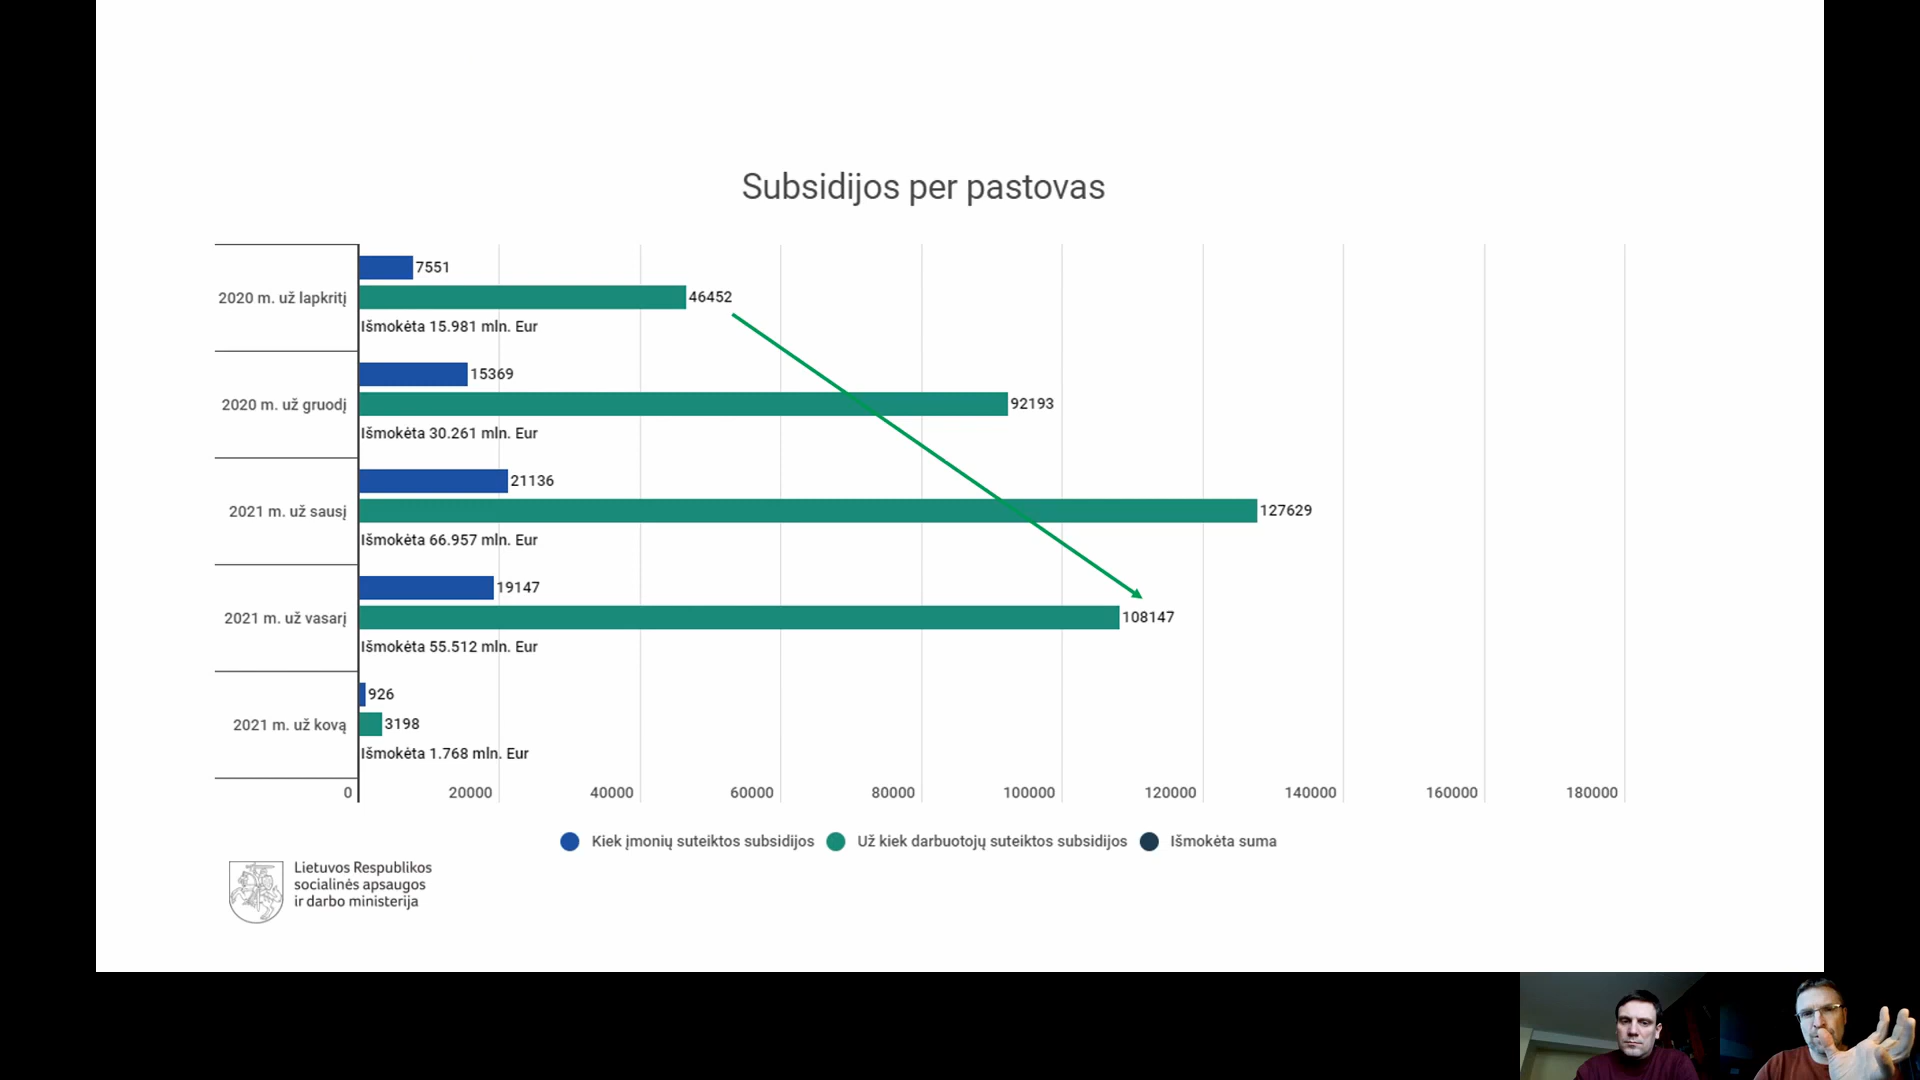 Subsidijos per pastovas
7551
2020 m. už lapkritį
46452
Išmokėta 15.981 mln. Eur
15369
2020 m. už gruodį
92193
Išmokėta 30.261 mln. Eur
21136
2021 m. už sausį
127629
Išmokėta 66.957 mln. Eur
19147
2021 m. už vasarį
108147
Išmokėta 55.512 mln. Eur
926
2021 m. už kovą
3198
Išmokėta 1.768 mln. Eur
0 20000 40000 60000 80000 100000 120000 140000 160000 180000
Kiek įmonių suteiktos subsidijos Už kiek darbuotojų suteiktos subsidijos Išmokėta suma
Lietuvos Respublikos
socialinės apsaugos
ir darbo ministerija